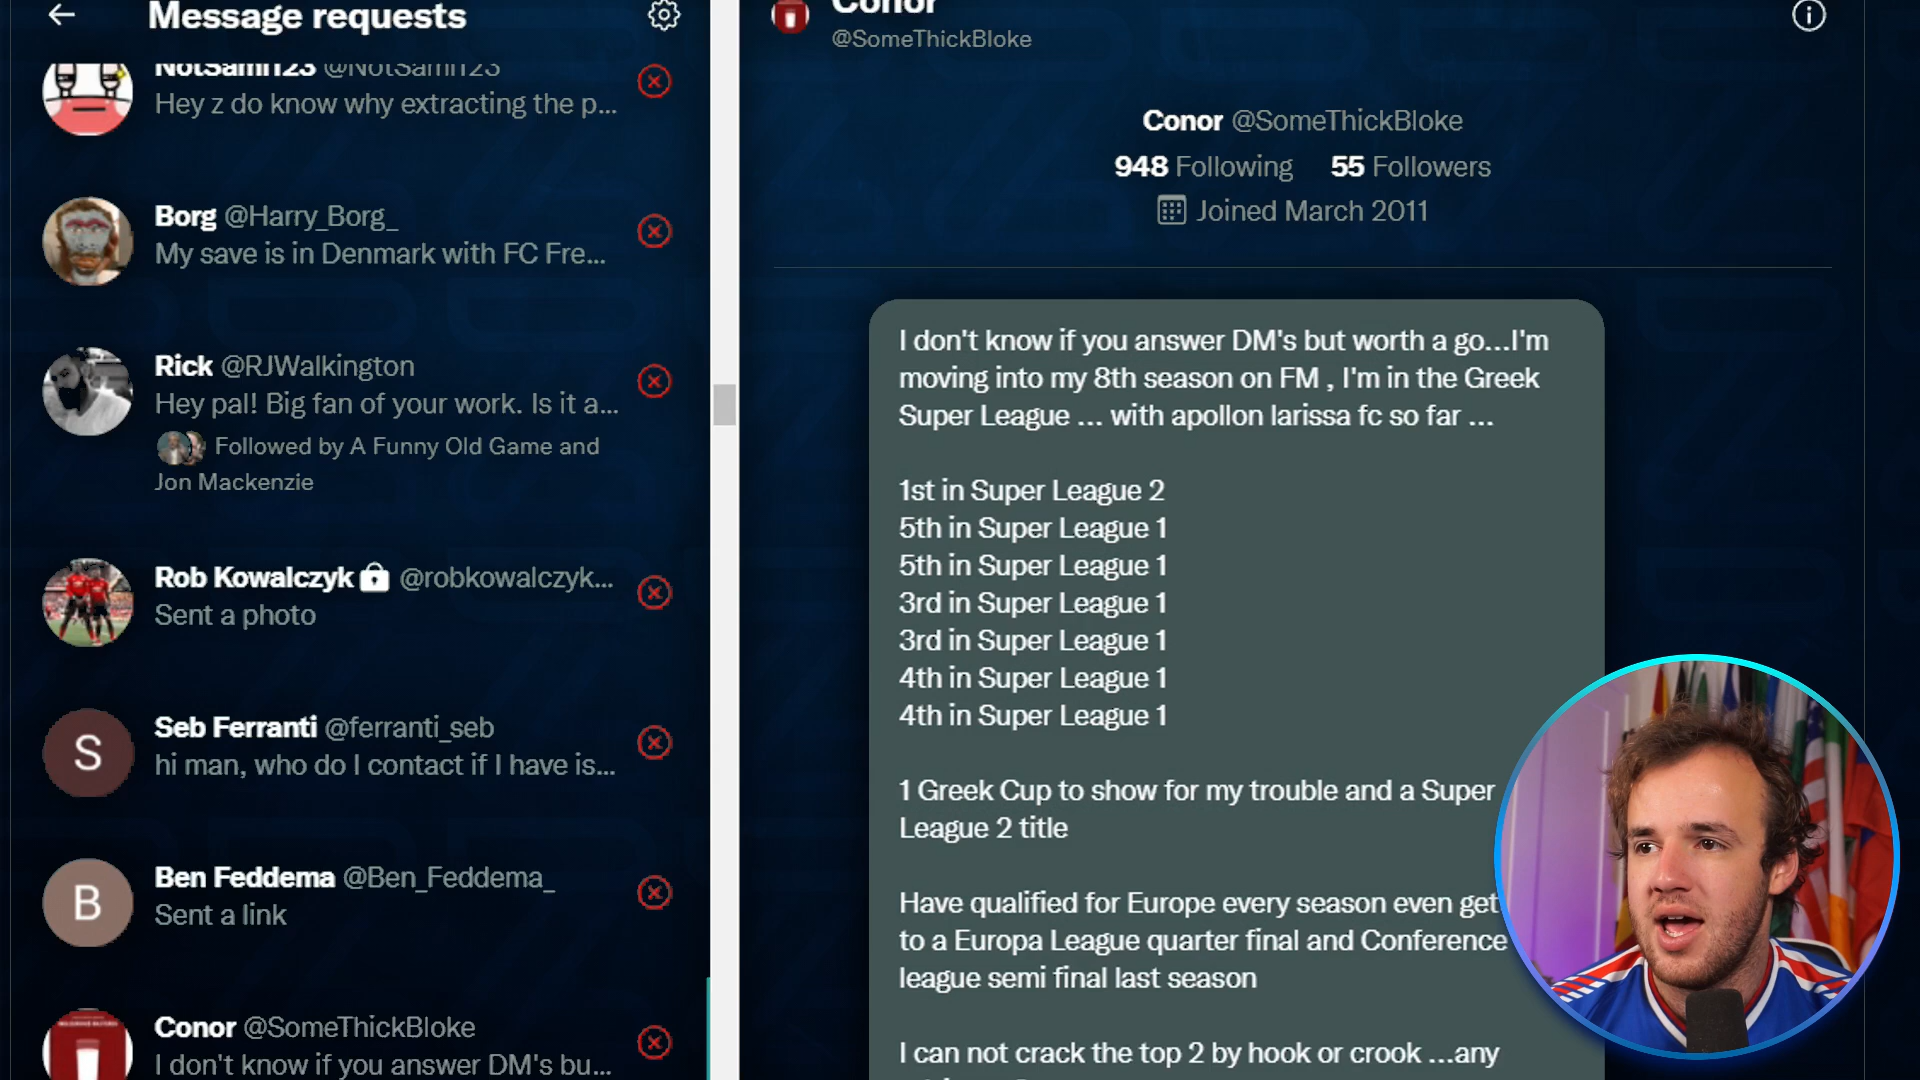 Message requests
NotSamh123 @NotSamh123
Hey z do know why extracting the p...
Borg @Harry_Borg_
My save is in Denmark with FC Fre...
Rick @RJWalkington
Hey pal! Big fan of your work. Is it a...
Followed by A Funny Old Game and
Jon Mackenzie
Rob Kowalczyk @robkowalczyk...
Sent a photo
S
Seb Ferranti @ferranti_seb
hi man, who do I contact if I have is...
B
Ben Feddema @Ben_Feddema_
Sent a link
Conor @SomeThickBloke
I don't know if you answer DM's bu...
Conor
@SomeThickBloke
Conor @SomeThickBloke
948 Following 55 Followers
Joined March 2011
I don't know if you answer DM's but worth a go...I'm
moving into my 8th season on FM , I'm in the Greek
Super League ... with apollon larissa fc so far ...
1st in Super League 2
5th in Super League 1
5th in Super League 1
3rd in Super League 1
3rd in Super League 1
4th in Super League 1
4th in Super League 1
1 Greek Cup to show for my trouble and a Super
League 2 title
Have qualified for Europe every season even get
to a Europa League quarter final and Conference
league semi final last season
I can not crack the top 2 by hook or crook ...any